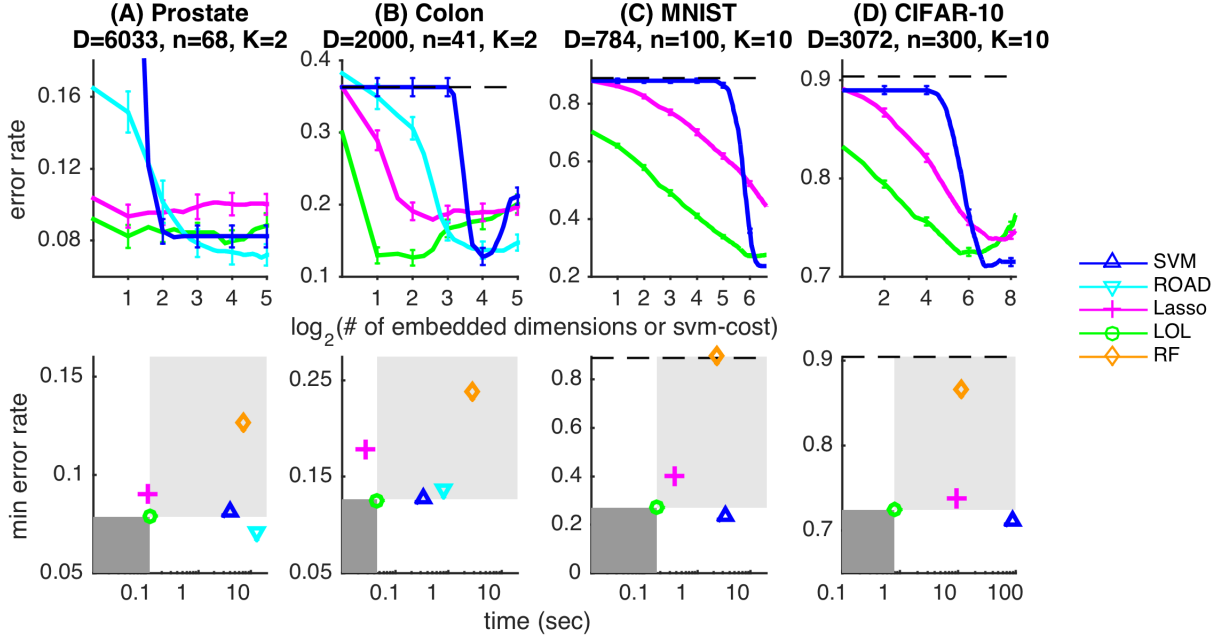 (A) Prostate
D=6033, n=68, K=2
(B) Colon
D=2000, n=41, K=2
(C) MNIST
D=784, n=100, K=10
(D) CIFAR-10
D=3072, n=300, K=10
error rate
0.16
0.12
0.08
1 2 3 4 5
0.4
0.3
0.2
0.1
1 2 3 4 5
0.8
0.6
0.4
0.2
1 2 3 4 5 6
0.9
0.8
0.7
2 4 6 8
log2(# of embedded dimensions or svm-cost)
SVM
ROAD
Lasso
LOL
RF
min error rate
0.15
0.1
0.05
0.1 1 10
0.25
0.15
0.05
0.1 1 10
0.8
0.6
0.4
0.2
0
0.1 1 10
0.9
0.8
0.7
0.1 1 10 100
time (sec)